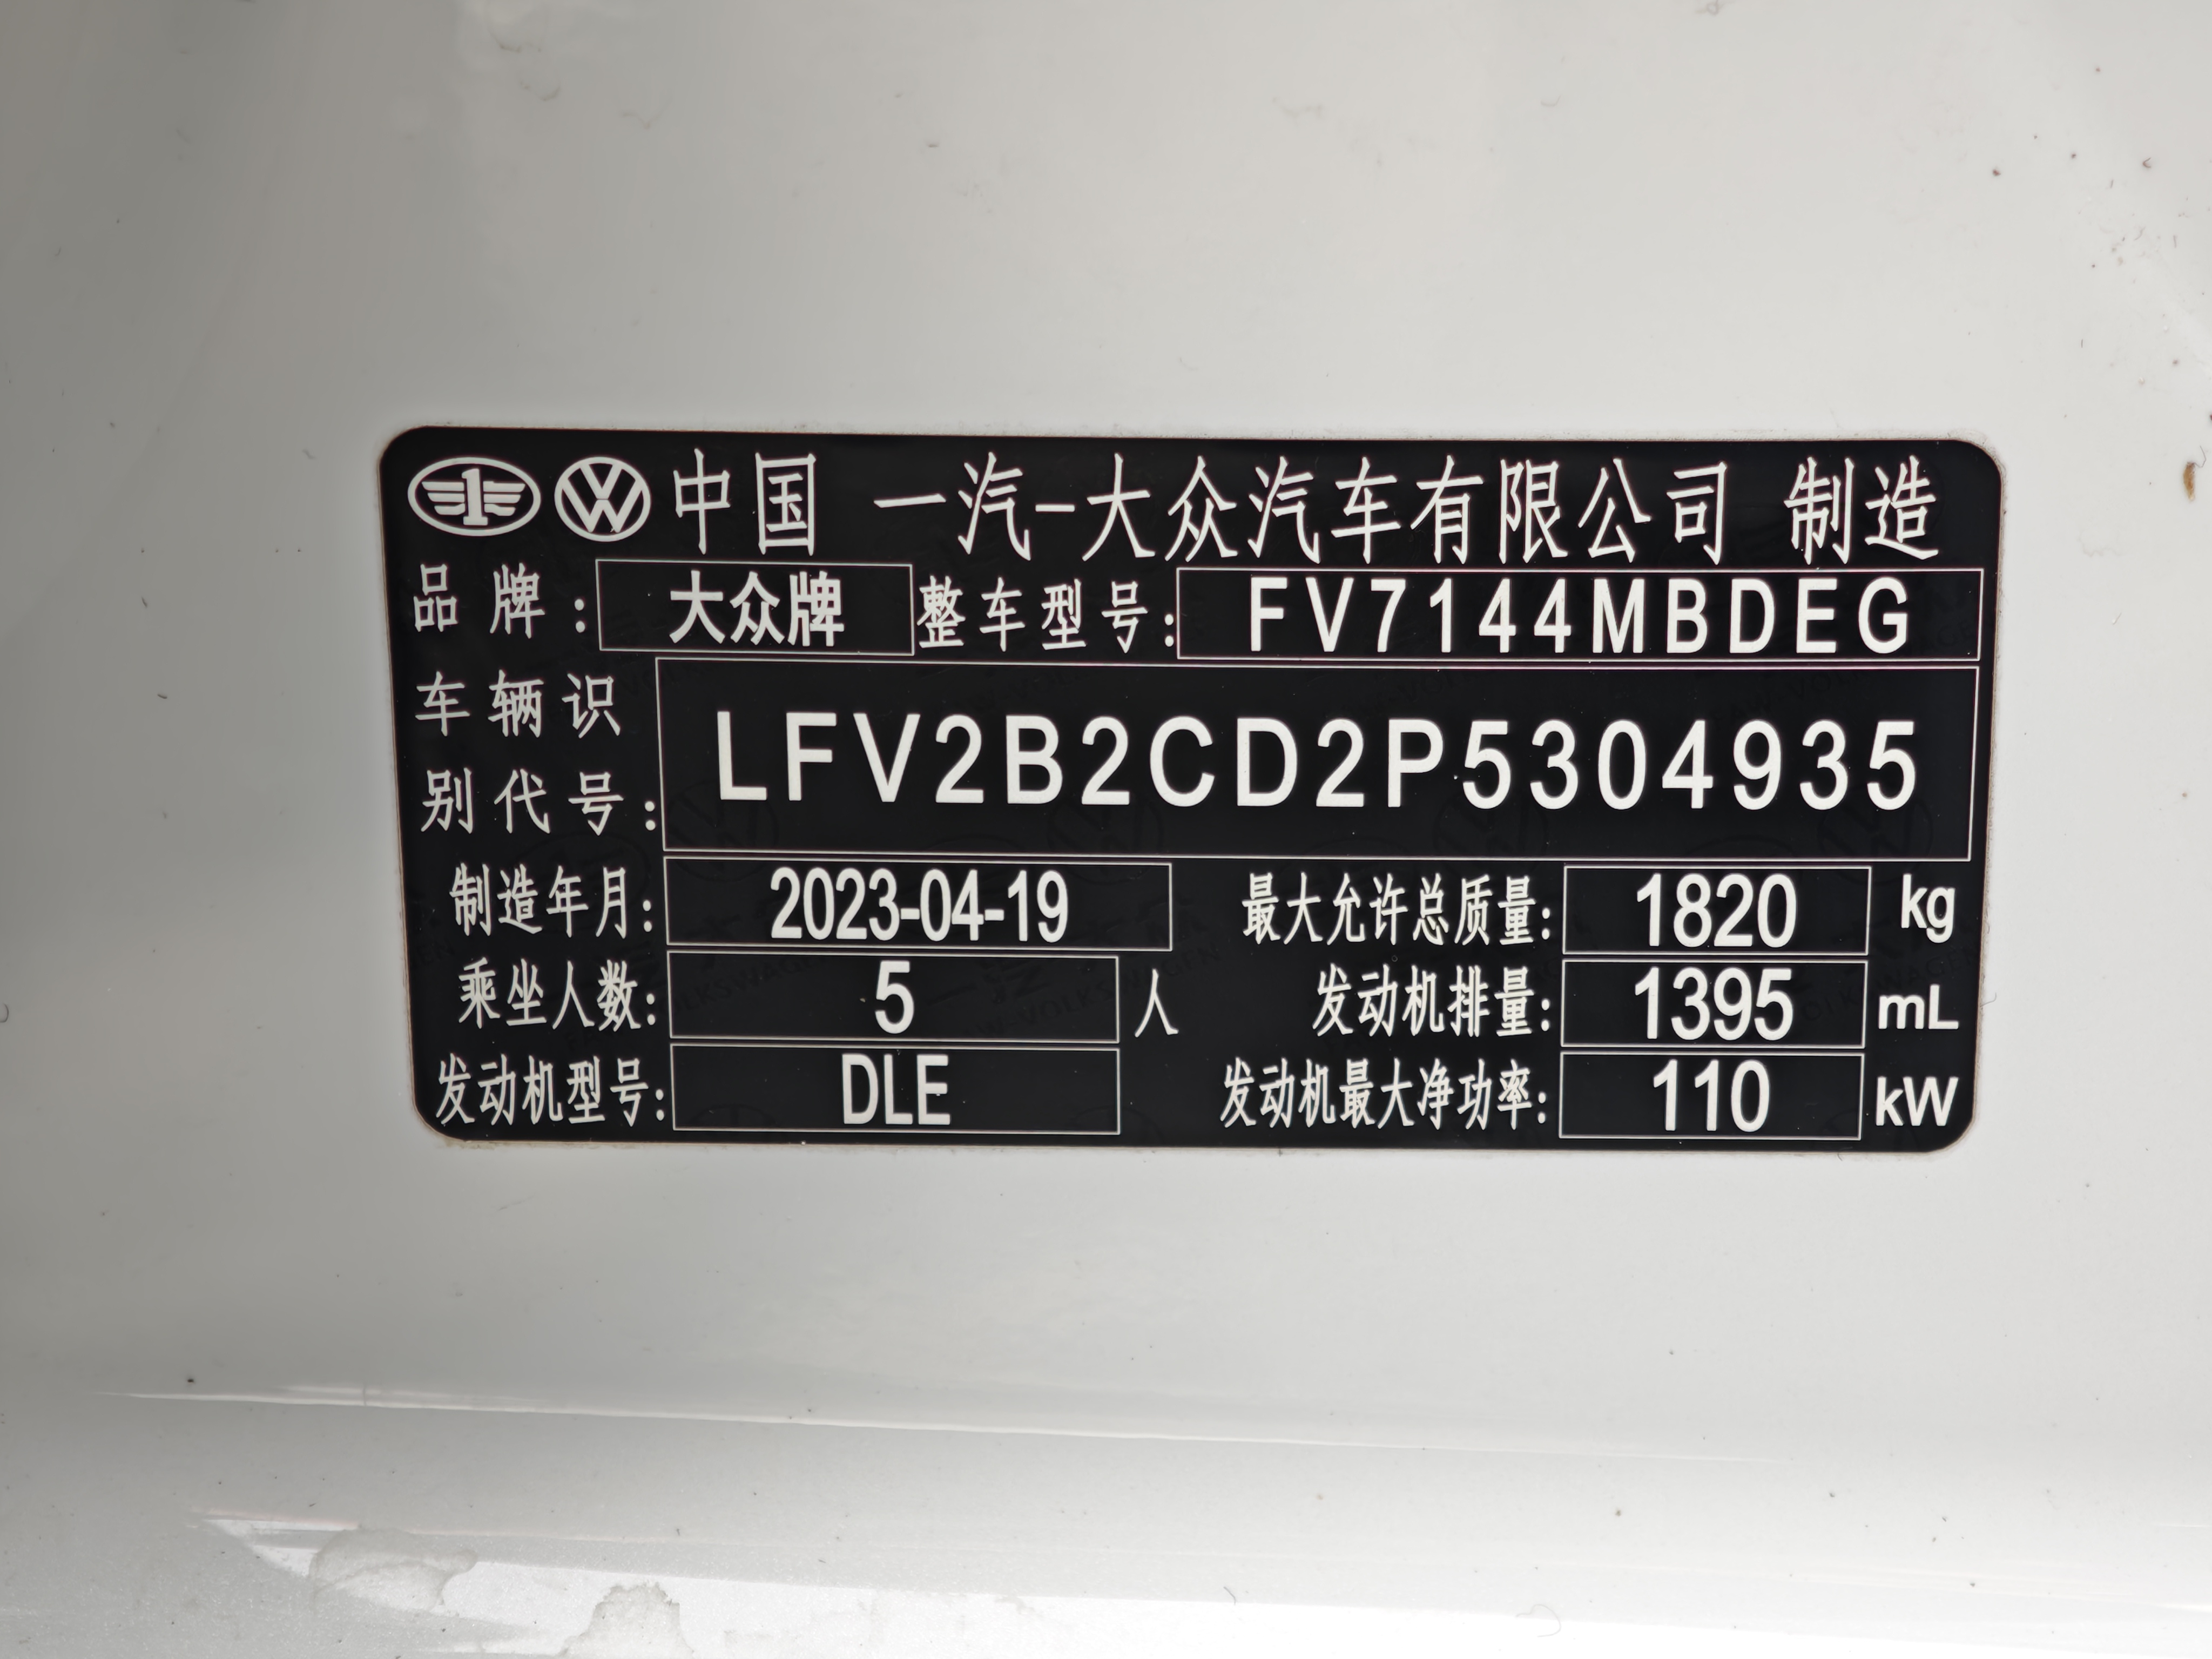 中国 一汽-大众汽车有限公司 制造
品牌: 大众牌 整车型号: FV7144MBDEG
车辆识
别代号: LFV2B2CD2P5304935
制造年月: 2023-04-19 最大允许总质量: 1820 kg
乘坐人数: 5 人 发动机排量: 1395 mL
发动机型号: DLE 发动机最大净功率: 110 kW